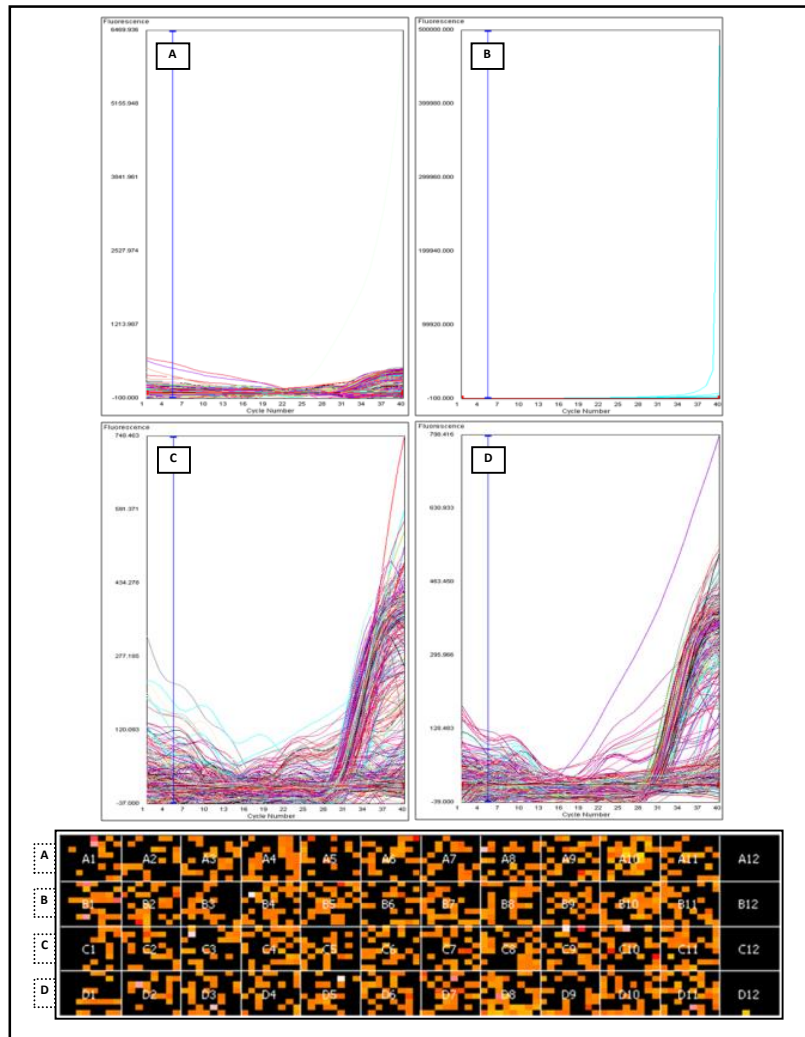 Fluorescence
6469.936
A
5155.948
3841.961
2527.974
1213.987
-100.000
1 4 7 10 13 16 19 22 25 28 31 34 37 40
Cycle Number
Fluorescence
500000.000
B
399980.000
299960.000
199940.000
99920.000
-100.000
1 4 7 10 13 16 19 22 25 28 31 34 37 40
Cycle Number
Fluorescence
748.463
C
591.371
434.278
277.185
120.093
-37.000
1 4 7 10 13 16 19 22 25 28 31 34 37 40
Cycle Number
Fluorescence
D
630.933
463.450
295.966
128.483
-39.000
1 4 7 10 13 16 19 22 25 28 31 34 37 40
Cycle Number
A A1 A2 A3 A4 A5 A6 A7 A8 A9 A10 A11 A12
B B1 B2 B3 B4 B5 B6 B7 B8 B9 B10 B11 B12
C C1 C2 C3 C4 C5 C6 C7 C8 C9 C10 C11 C12
D D1 D2 D3 D4 D5 D6 D7 D8 D9 D10 D11 D12